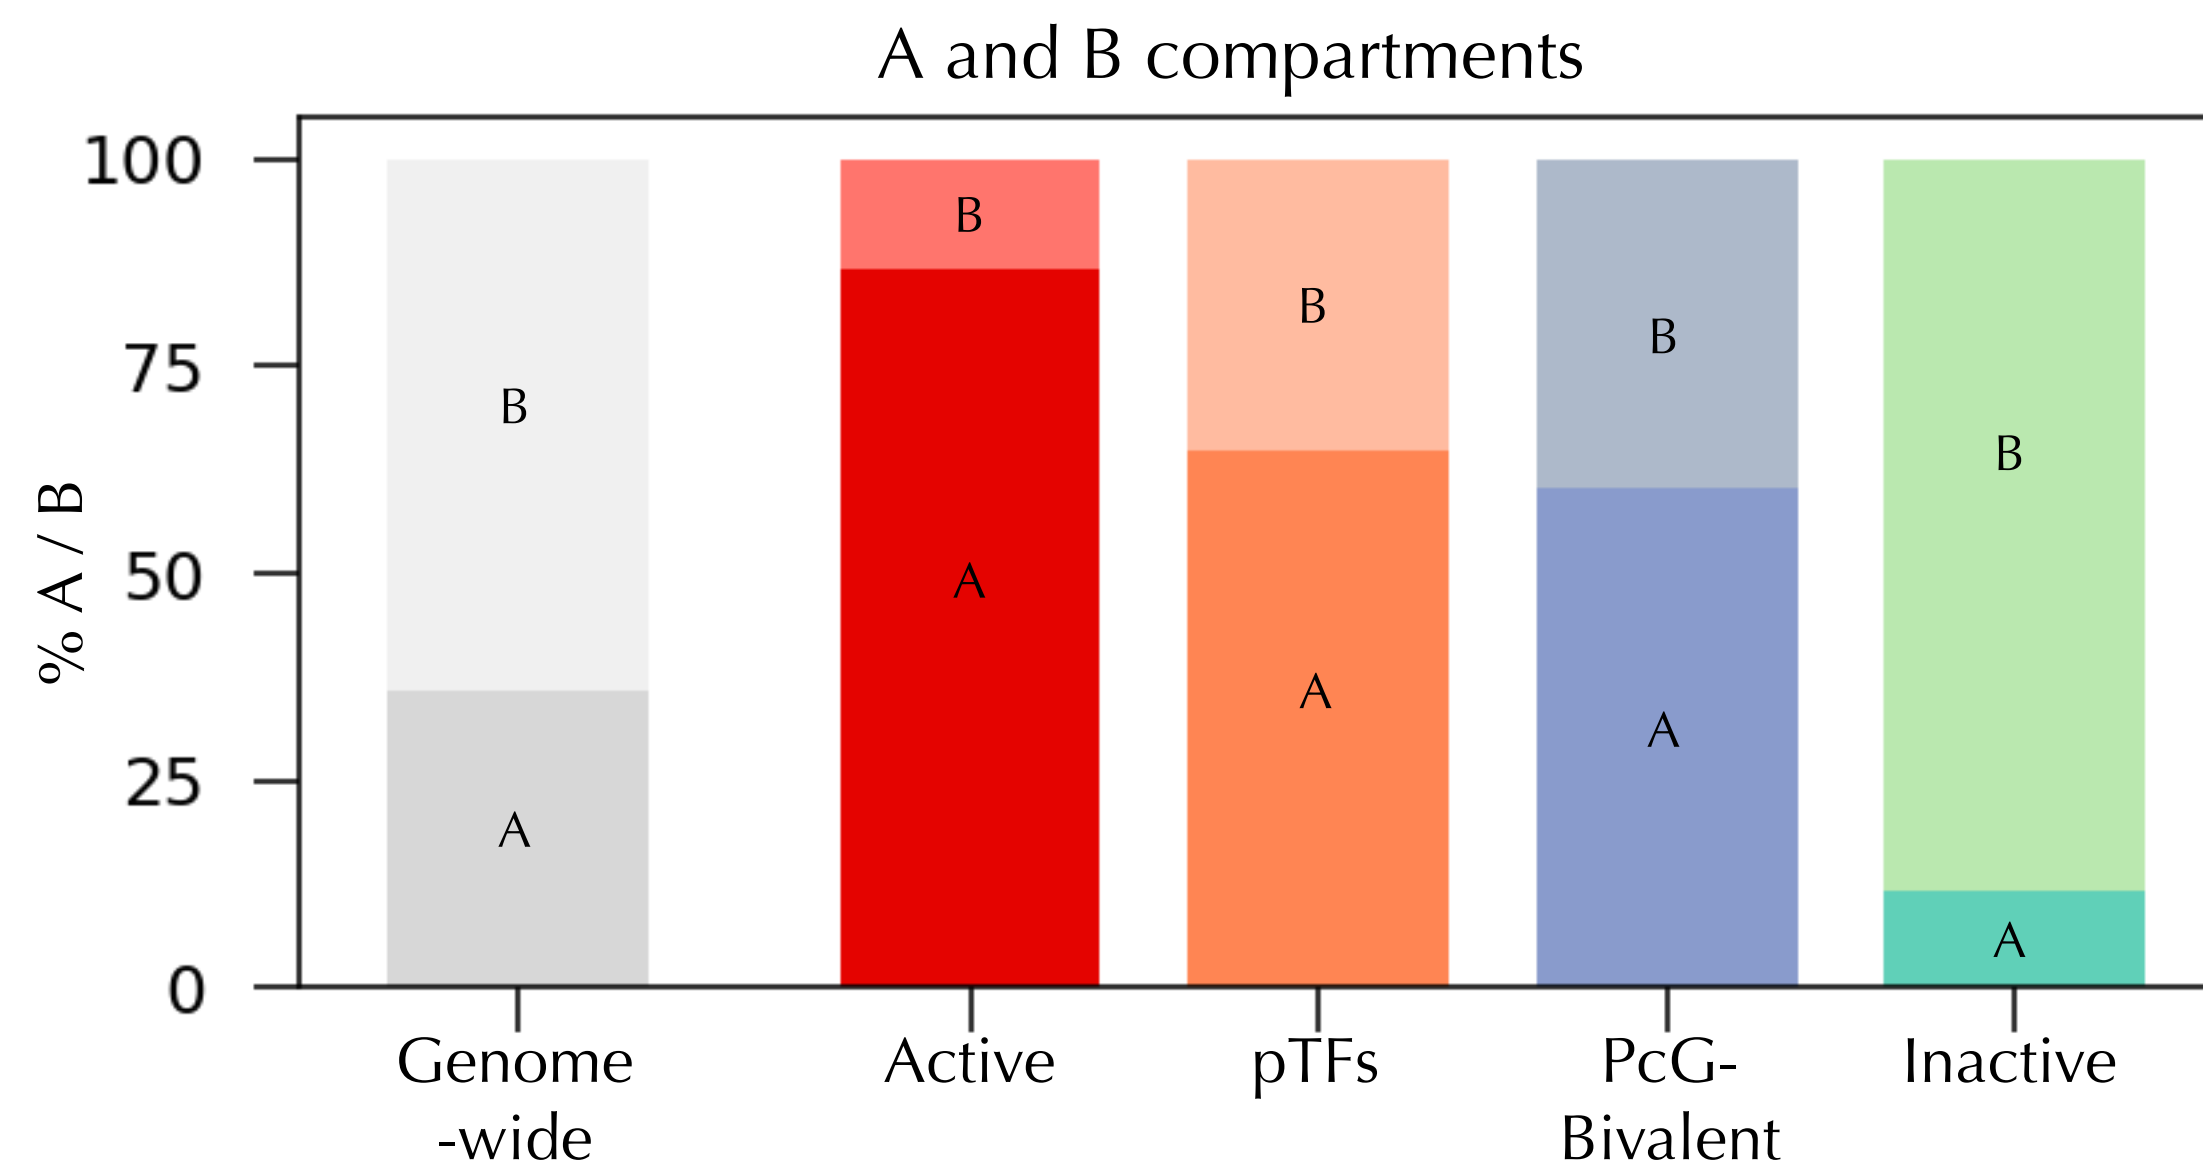 A and B compartments
% A / B
100
75
50
25
0
B
A
B
A
B
A
B
A
B
A
Genome
-wide
Active
pTFs
PcG-
Bivalent
Inactive